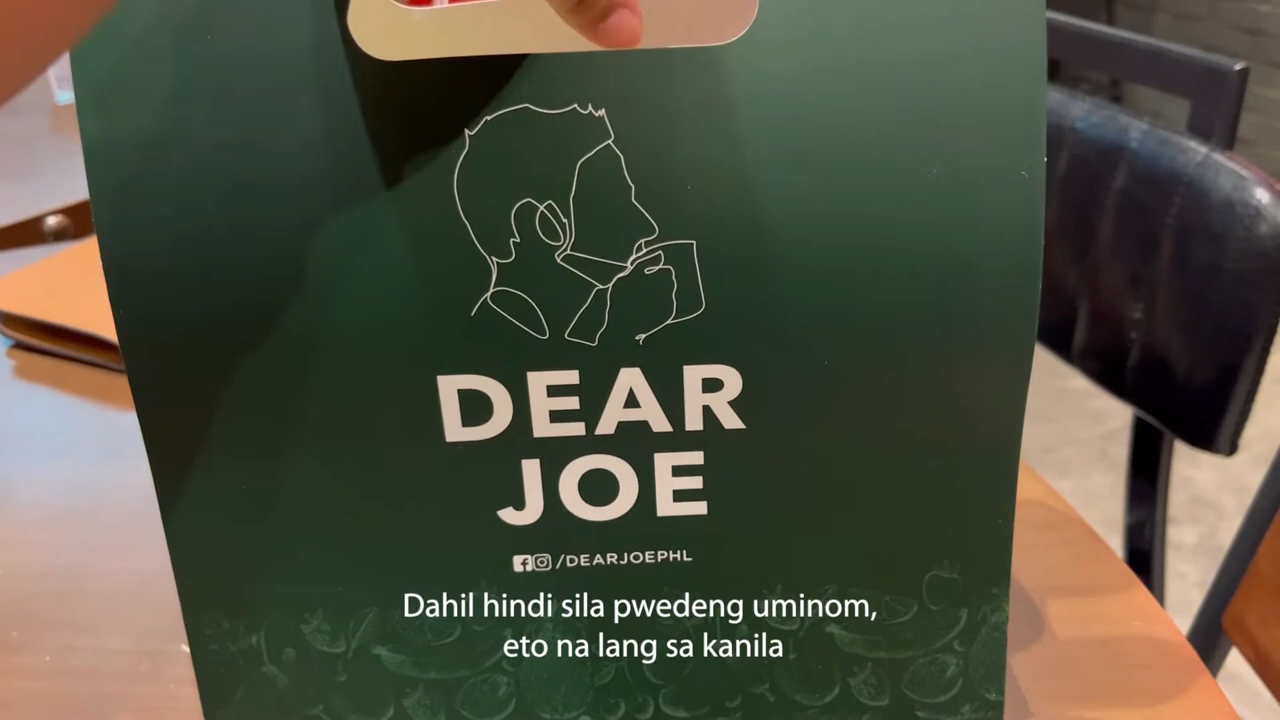 DEAR
JOE
/DEARJOEPHL
Dahil hindi sila pwedeng uminom,
eto na lang sa kanila